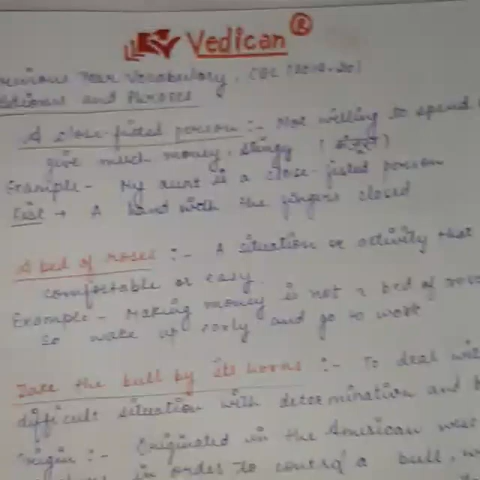 Vedican®
Previous Year Vocabulary, CGL (2019-20)
Idioms and Phrases
A close-fisted person :- Not willing to spend
give much money, stingy (कंजूस)
Example - My aunt is a close-fisted person
Fist → A hand with the fingers closed
A bed of roses :- A situation or activity that
comfortable or easy.
Example - Making money is not a bed of roses
So wake up early and go to work
Take the bull by its horns :- To deal with
difficult situation with determination and
Origin :- Originated in the American west
in order to control a bull,